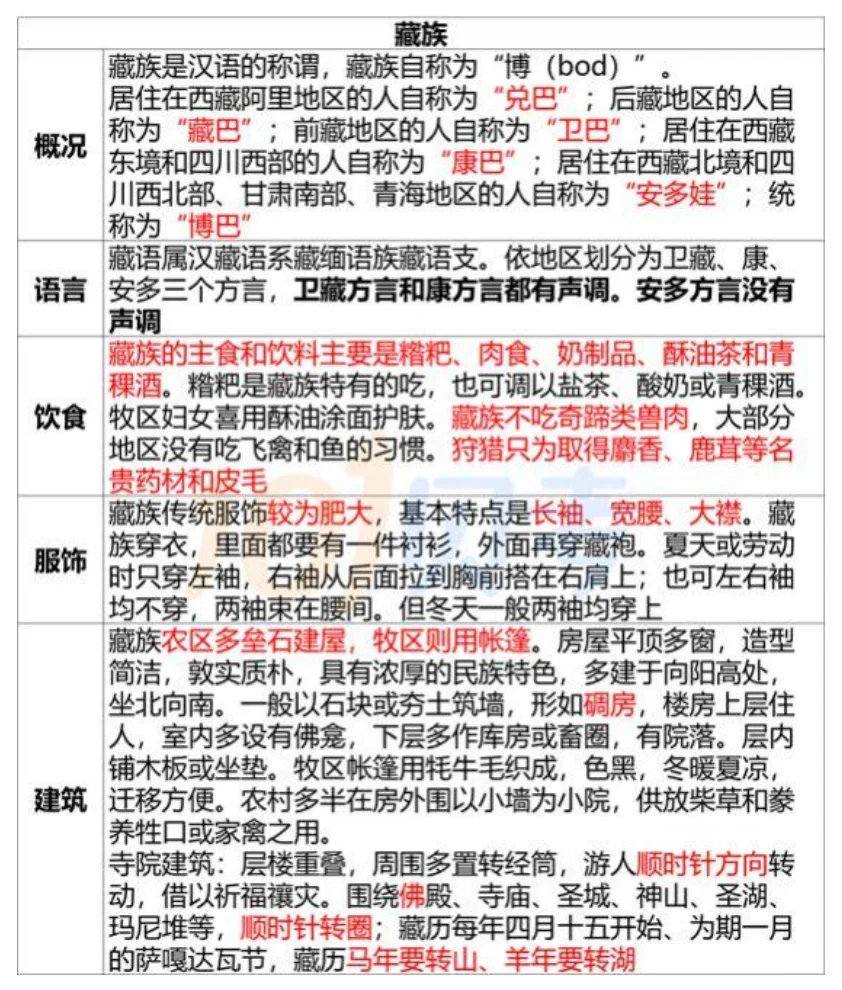 藏族
概况
藏族是汉语的称谓，藏族自称为“博（bod）”。
居住在西藏阿里地区的人自称为“兑巴”；后藏地区的人自
称为“藏巴”；前藏地区的人自称为“卫巴”；居住在西藏
东境和四川西部的人自称为“康巴”；居住在西藏北境和四
川西北部、甘肃南部、青海地区的人自称为“安多娃”；统
称为“博巴”
语言
藏语属汉藏语系藏缅语族藏语支。依地区划分为卫藏、康、
安多三个方言，卫藏方言和康方言都有声调。安多方言没有
声调
饮食
藏族的主食和饮料主要是糌粑、肉食、奶制品、酥油茶和青
稞酒。糌粑是藏族特有的吃，也可调以盐茶、酸奶或青稞酒。
牧区妇女喜用酥油涂面护肤。藏族不吃奇蹄类兽肉，大部分
地区没有吃飞禽和鱼的习惯。狩猎只为取得麝香、鹿茸等名
贵药材和皮毛
服饰
藏族传统服饰较为肥大，基本特点是长袖、宽腰、大襟。藏
族穿衣，里面都要有一件衬衫，外面再穿藏袍。夏天或劳动
时只穿左袖，右袖从后面拉到胸前搭在右肩上；也可左右袖
均不穿，两袖束在腰间。但冬天一般两袖均穿上
建筑
藏族农区多垒石建屋，牧区则用帐篷。房屋平顶多窗，造型
简洁，敦实质朴，具有浓厚的民族特色，多建于向阳高处，
坐北向南。一般以石块或夯土筑墙，形如碉房，楼房上层住
人，室内多设有佛龛，下层多作库房或畜圈，有院落。层内
铺木板或坐垫。牧区帐篷用牦牛毛织成，色黑，冬暖夏凉，
迁移方便。农村多半在房外围以小墙为小院，供放柴草和豢
养牲口或家禽之用。
寺院建筑：层楼重叠，周围多置转经筒，游人顺时针方向转
动，借以祈福禳灾。围绕佛殿、寺庙、圣城、神山、圣湖、
玛尼堆等，顺时针转圈；藏历每年四月十五开始、为期一月
的萨嘎达瓦节，藏历马年要转山、羊年要转湖